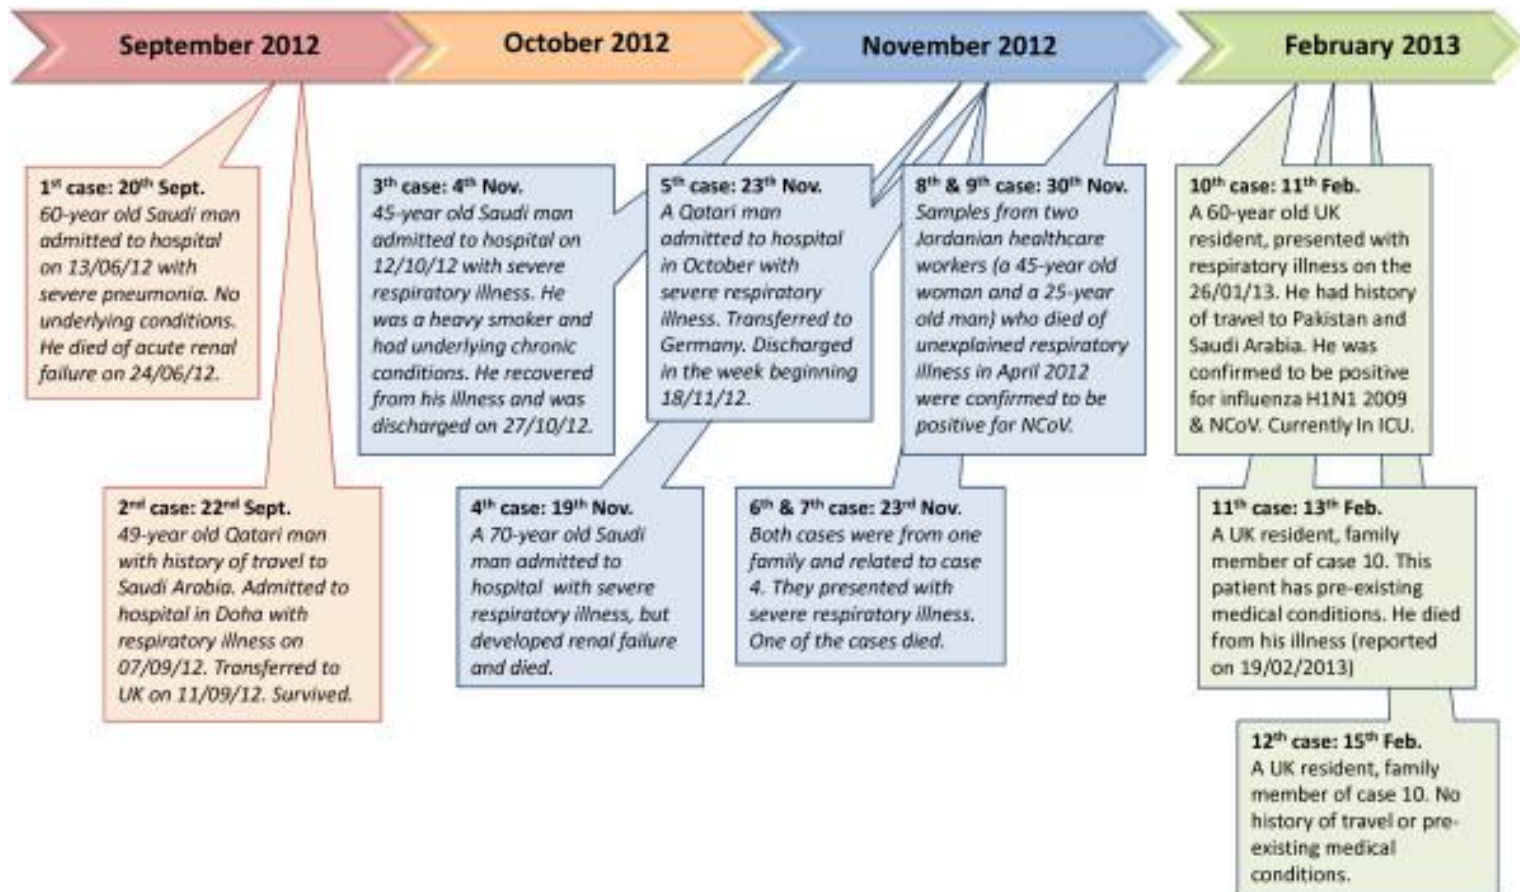 September 2012
October 2012
November 2012
February 2013
1st case: 20th Sept.
60-year old Saudi man
admitted to hospital
on 13/06/12 with
severe pneumonia. No
underlying conditions.
He died of acute renal
failure on 24/06/12.
3th case: 4th Nov.
45-year old Saudi man
admitted to hospital on
12/10/12 with severe
respiratory illness. He
was a heavy smoker and
had underlying chronic
conditions. He recovered
from his illness and was
discharged on 27/10/12.
5th case: 23th Nov.
A Qatari man
admitted to hospital
in October with
severe respiratory
illness. Transferred to
Germany. Discharged
in the week beginning
18/11/12.
8th & 9th case: 30th Nov.
Samples from two
Jordanian healthcare
workers (a 45-year old
woman and a 25-year
old man) who died of
unexplained respiratory
illness in April 2012
were confirmed to be
positive for NCoV.
10th case: 11th Feb.
A 60-year old UK
resident, presented with
respiratory illness on the
26/01/13. He had history
of travel to Pakistan and
Saudi Arabia. He was
confirmed to be positive
for influenza H1N1 2009
& NCoV. Currently In ICU.
2nd case: 22nd Sept.
49-year old Qatari man
with history of travel to
Saudi Arabia. Admitted to
hospital in Doha with
respiratory illness on
07/09/12. Transferred to
UK on 11/09/12. Survived.
4th case: 19th Nov.
A 70-year old Saudi
man admitted to
hospital with severe
respiratory illness, but
developed renal failure
and died.
6th & 7th case: 23rd Nov.
Both cases were from one
family and related to case
4. They presented with
severe respiratory illness.
One of the cases died.
11th case: 13th Feb.
A UK resident, family
member of case 10. This
patient has pre-existing
medical conditions. He died
from his illness (reported
on 19/02/2013)
12th case: 15th Feb.
A UK resident, family
member of case 10. No
history of travel or pre-
existing medical
conditions.